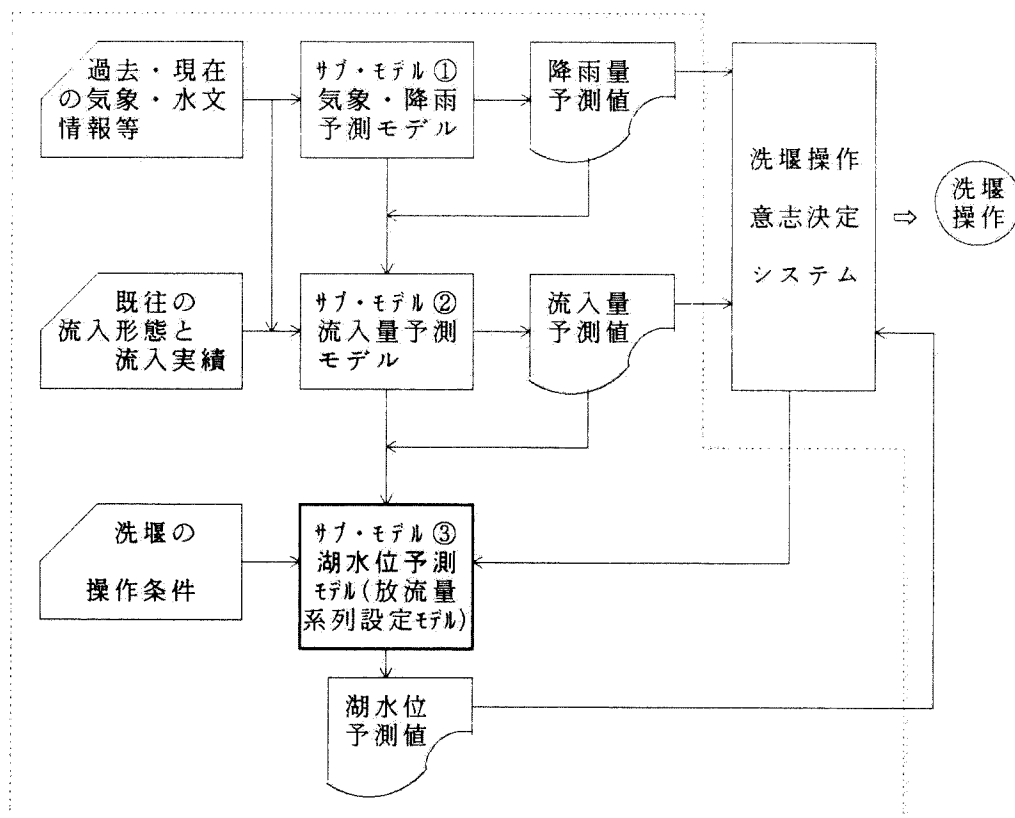 過去・現在
の気象・水文
情報等
サブ・モデル①
気象・降雨
予測モデル
降雨量
予測値
洗堰操作
意志決定
システム
⇨
洗堰
操作
既往の
流入形態と
流入実績
サブ・モデル②
流入量予測
モデル
流入量
予測値
洗堰の
操作条件
サブ・モデル③
湖水位予測
モデル(放流量
系列設定モデル)
湖水位
予測値